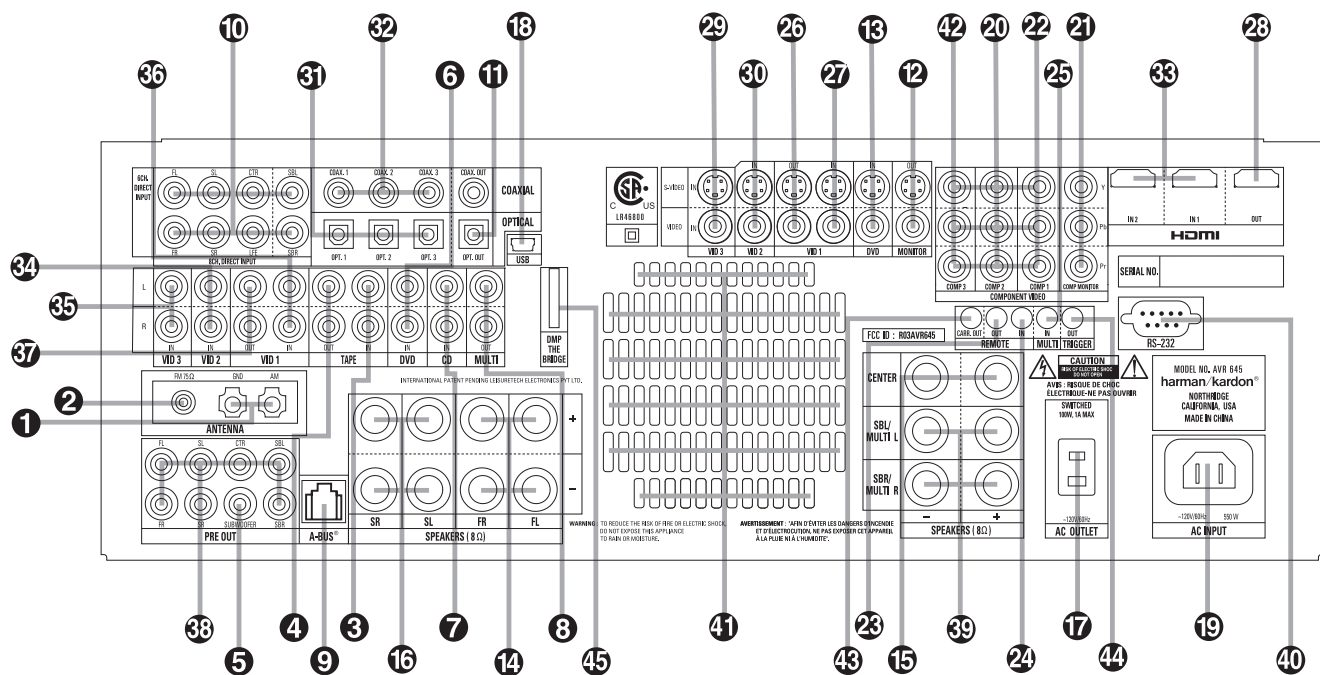 10 32 18 29 26 13 42 20 22 21 28
36 31 6 11 30 27 12 25 33
6CH. DIRECT INPUT
FL SL CTR SBL
FR SR LFE SBR
8CH. DIRECT INPUT
COAX. 1 COAX. 2 COAX. 3 COAX. OUT
COAXIAL
OPTICAL
OPT. 1 OPT. 2 OPT. 3 OPT. OUT
USB
C US
LR46800
IN OUT IN IN OUT
S-VIDEO IN
VIDEO IN
VID 3 VID 2 VID 1 DVD MONITOR
Y
Pb
Pr
COMP 3 COMP 2 COMP 1 COMP MONITOR
COMPONENT VIDEO
IN 2 IN 1 OUT
HDMI
SERIAL NO.
34
35
37
L
R
IN IN OUT IN OUT IN IN IN OUT
VID 3 VID 2 VID 1 TAPE DVD CD MULTI
DMP
THE
BRIDGE
INTERNATIONAL PATENT PENDING LEISURETECH ELECTRONICS PVT LTD.
FCC ID : R03AVR645
CARR. OUT OUT IN IN OUT
REMOTE MULTI TRIGGER
RS-232
2
1
FM 75Ω GND AM
ANTENNA
FL SL CTR SBL
FR SR SUBWOOFER SBR
PRE OUT
A-BUS®
+
−
SR SL FR FL
SPEAKERS ( 8Ω )
WARNING : TO REDUCE THE RISK OF FIRE OR ELECTRIC SHOCK,
DO NOT EXPOSE THIS APPLIANCE
TO RAIN OR MOISTURE.
AVERTISSEMENT : "AFIN D'ÉVITER LES DANGERS D'INCENDIE
ET D'ÉLECTROCUTION, NE PAS EXPOSER CET APPAREIL
À LA PLUIE NI À L'HUMIDITE".
CENTER
SBL/
MULTI L
SBR/
MULTI R
− +
SPEAKERS ( 8Ω )
CAUTION
RISK OF ELECTRIC SHOC
DO NOT OPEN
AVIS : RISQUE DE CHOC
ÉLECTRIQUE-NE PAS OUVRIR
SWITCHED
100W, 1A MAX
~120V/60Hz
AC OUTLET
MODEL NO. AVR 645
harman/kardon®
NORTHRIDGE
CALIFORNIA, USA
MADE IN CHINA
~120V/60Hz 550 W
AC INPUT
38 4 3 7 8 41 23 39 17 19
5 9 16 14 45 43 15 24 44 40